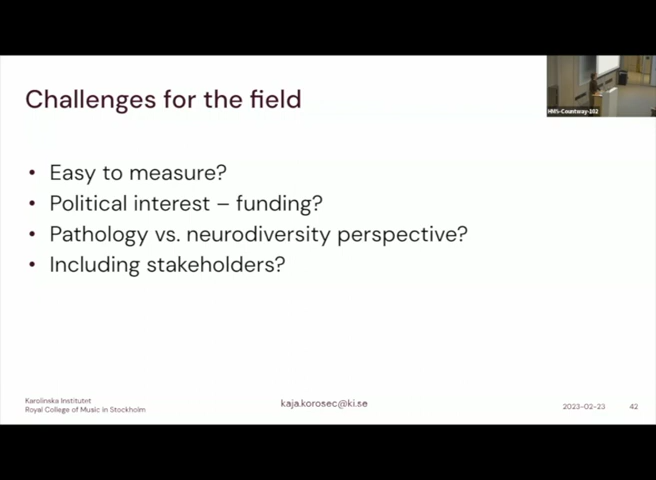 Challenges for the field
HMS-Countway-102
• Easy to measure?
• Political interest – funding?
• Pathology vs. neurodiversity perspective?
• Including stakeholders?
Karolinska Institutet
Royal College of Music in Stockholm
kaja.korosec@ki.se
2023-02-23
42